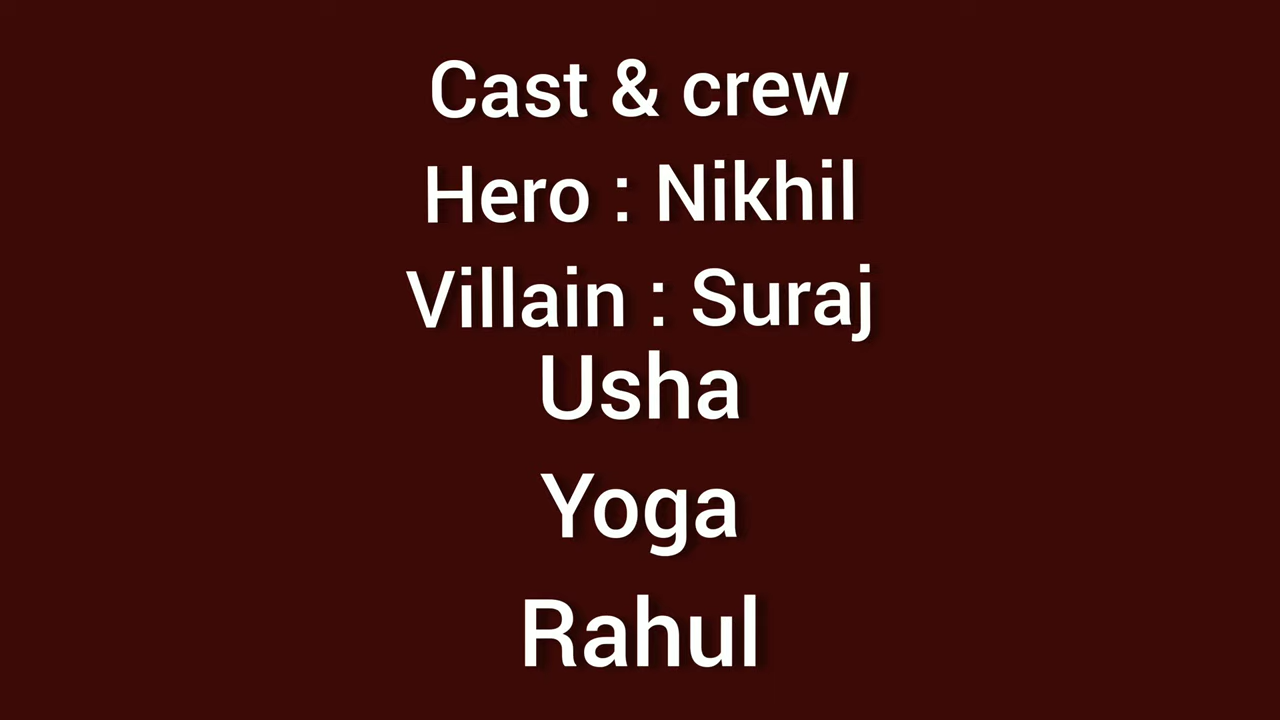 Cast & crew
Hero : Nikhil
Villain : Suraj
Usha
Yoga
Rahul